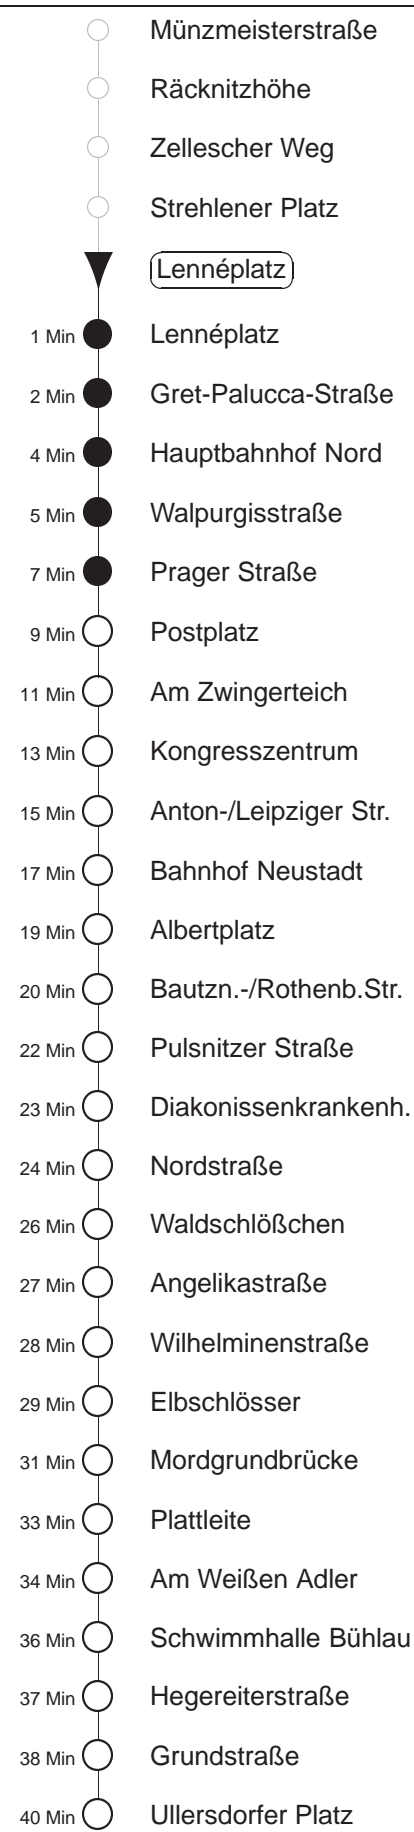 Münzmeisterstraße
Räcknitzhöhe
Zellescher Weg
Strehlener Platz
Lennéplatz
1 Min Lennéplatz
2 Min Gret-Palucca-Straße
4 Min Hauptbahnhof Nord
5 Min Walpurgisstraße
7 Min Prager Straße
9 Min Postplatz
11 Min Am Zwingerteich
13 Min Kongresszentrum
15 Min Anton-/Leipziger Str.
17 Min Bahnhof Neustadt
19 Min Albertplatz
20 Min Bautzn.-/Rothenb.Str.
22 Min Pulsnitzer Straße
23 Min Diakonissenkrankenh.
24 Min Nordstraße
26 Min Waldschlößchen
27 Min Angelikastraße
28 Min Wilhelminenstraße
29 Min Elbschlösser
31 Min Mordgrundbrücke
33 Min Plattleite
34 Min Am Weißen Adler
36 Min Schwimmhalle Bühlau
37 Min Hegereiterstraße
38 Min Grundstraße
40 Min Ullersdorfer Platz